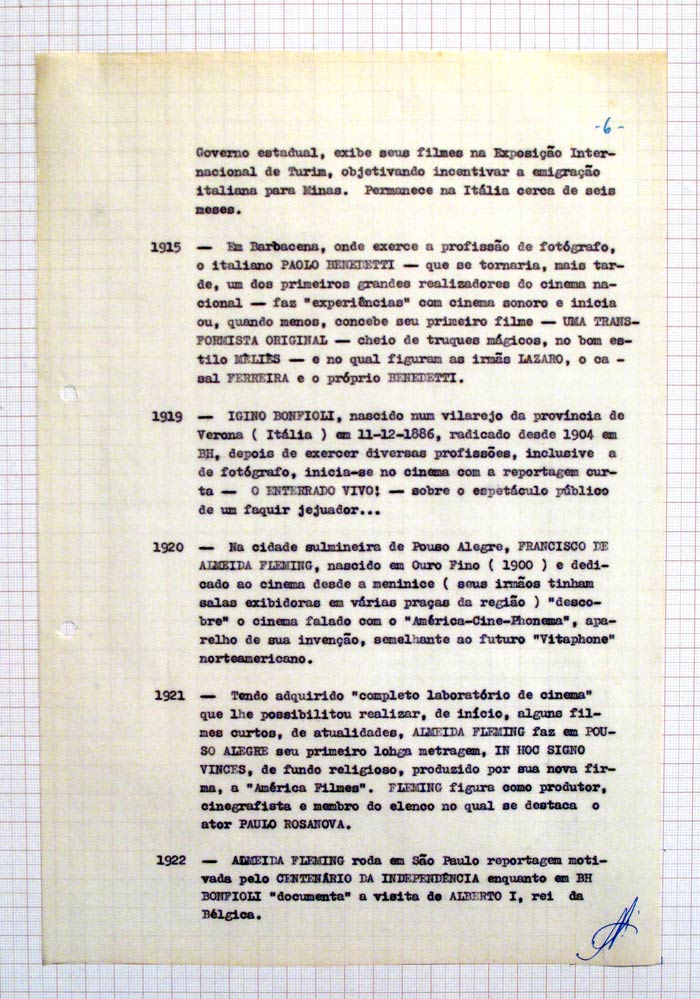 -6-
Governo estadual, exibe seus filmes na Exposição Inter-
nacional de Turim, objetivando incentivar a emigração
italiana para Minas. Permanece na Itália cerca de seis
meses.
1915 — Em Barbacena, onde exerce a profissão de fotógrafo,
o italiano PAOLO BENEDETTI — que se tornaria, mais tar-
de, um dos primeiros grandes realizadores do cinema na-
cional — faz "experiências" com cinema sonoro e inicia
ou, quando menos, concebe seu primeiro filme — UMA TRANS-
FORMISTA ORIGINAL — cheio de truques mágicos, no bom es-
tilo MÈLIÈS — e no qual figuram as irmãs LAZARO, o ca -
sal FERREIRA e o próprio BENEDETTI.
1919 — IGINO BONFIOLI, nascido num vilarejo da província de
Verona ( Itália ) em 11-12-1886, radicado desde 1904 em
BH, depois de exercer diversas profissões, inclusive a
de fotógrafo, inicia-se no cinema com a reportagem cur-
ta — O ENTERRADO VIVO! — sobre o espetáculo público
de um faquir jejuador...
1920 — Na cidade sulmineira de Pouso Alegre, FRANCISCO DE
ALMEIDA FLEMING, nascido em Ouro Fino ( 1900 ) e dedi-
cado ao cinema desde a meninice ( seus irmãos tinham
salas exibidoras em várias praças da região ) "desco-
bre" o cinema falado com o "América-Cine-Phonema", apa-
relho de sua invenção, semelhante ao futuro "Vitaphone"
norteamericano.
1921 — Tendo adquirido "completo laboratório de cinema"
que lhe possibilitou realizar, de início, alguns fil-
mes curtos, de atualidades, ALMEIDA FLEMING faz em POU-
SO ALEGRE seu primeiro lohga metragem, IN HOC SIGNO
VINCES, de fundo religioso, produzido por sua nova fir-
ma, a "América Filmes". FLEMING figura como produtor,
cinegrafista e membro do elenco no qual se destaca o
ator PAULO ROSANOVA.
1922 — ALMEIDA FLEMING roda em São Paulo reportagem moti-
vada pelo CENTENÁRIO DA INDEPENDÊNCIA enquanto em BH
BONFIOLI "documenta" a visita de ALBERTO I, rei da
Bélgica.